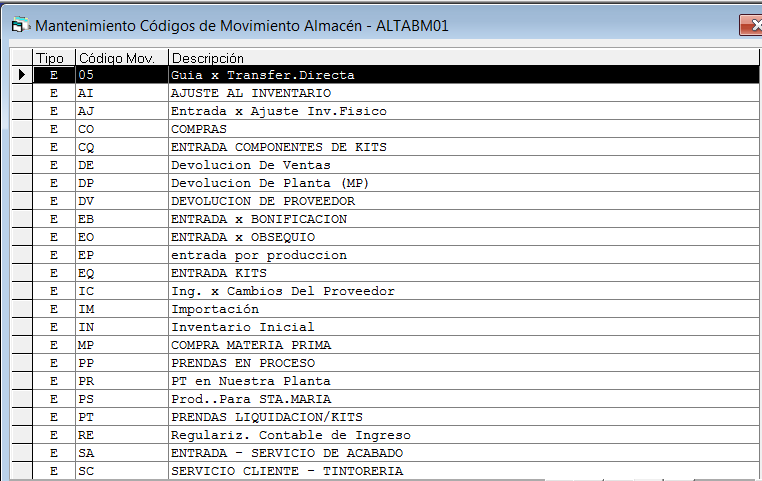 Mantenimiento Códigos de Movimiento Almacén - ALTABM01
Tipo Código Mov. Descripción
E 05 Guia x Transfer.Directa
E AI AJUSTE AL INVENTARIO
E AJ Entrada x Ajuste Inv.Fisico
E CO COMPRAS
E CQ ENTRADA COMPONENTES DE KITS
E DE Devolucion De Ventas
E DP Devolucion De Planta (MP)
E DV DEVOLUCION DE PROVEEDOR
E EB ENTRADA x BONIFICACION
E EO ENTRADA x OBSEQUIO
E EP entrada por produccion
E EQ ENTRADA KITS
E IC Ing. x Cambios Del Proveedor
E IM Importación
E IN Inventario Inicial
E MP COMPRA MATERIA PRIMA
E PP PRENDAS EN PROCESO
E PR PT en Nuestra Planta
E PS Prod..Para STA.MARIA
E PT PRENDAS LIQUIDACION/KITS
E RE Regulariz. Contable de Ingreso
E SA ENTRADA - SERVICIO DE ACABADO
E SC SERVICIO CLIENTE - TINTORERIA